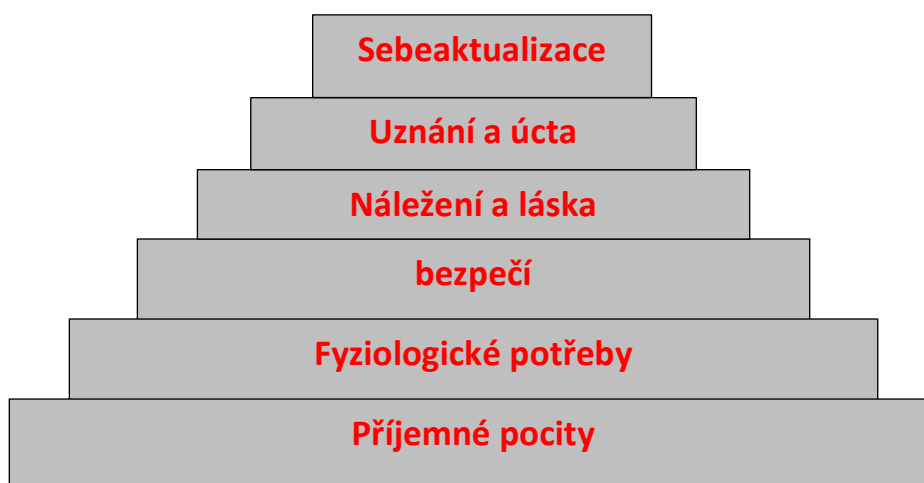 Sebeaktualizace
Uznání a úcta
Náležení a láska
bezpečí
Fyziologické potřeby
Příjemné pocity